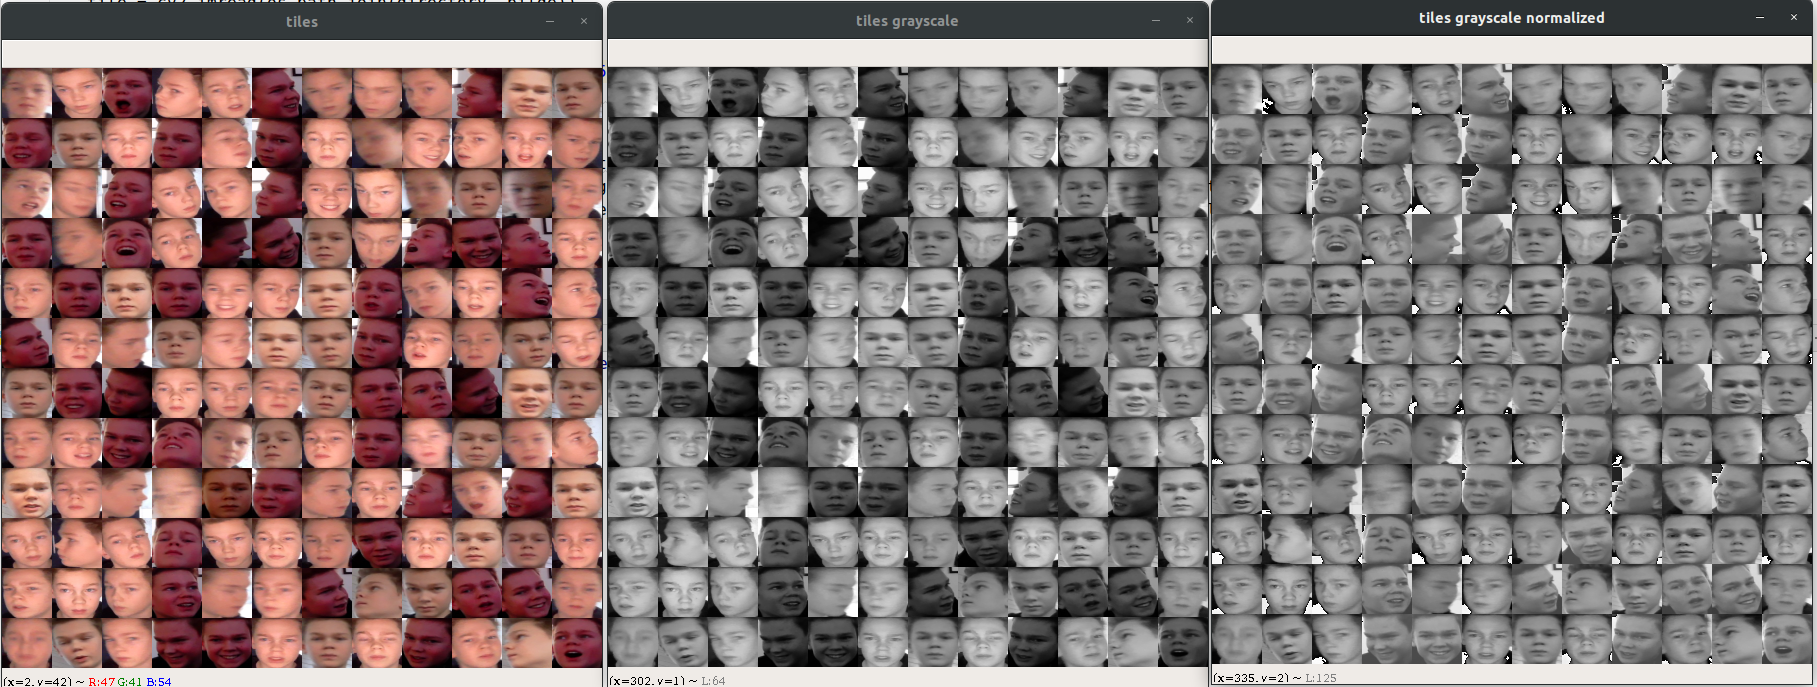 tiles
tiles grayscale
tiles grayscale normalized
(x=2, y=42) ~ R:47 G:41 B:54
(x=302, y=1) ~ L:64
(x=335, y=2) ~ L:125